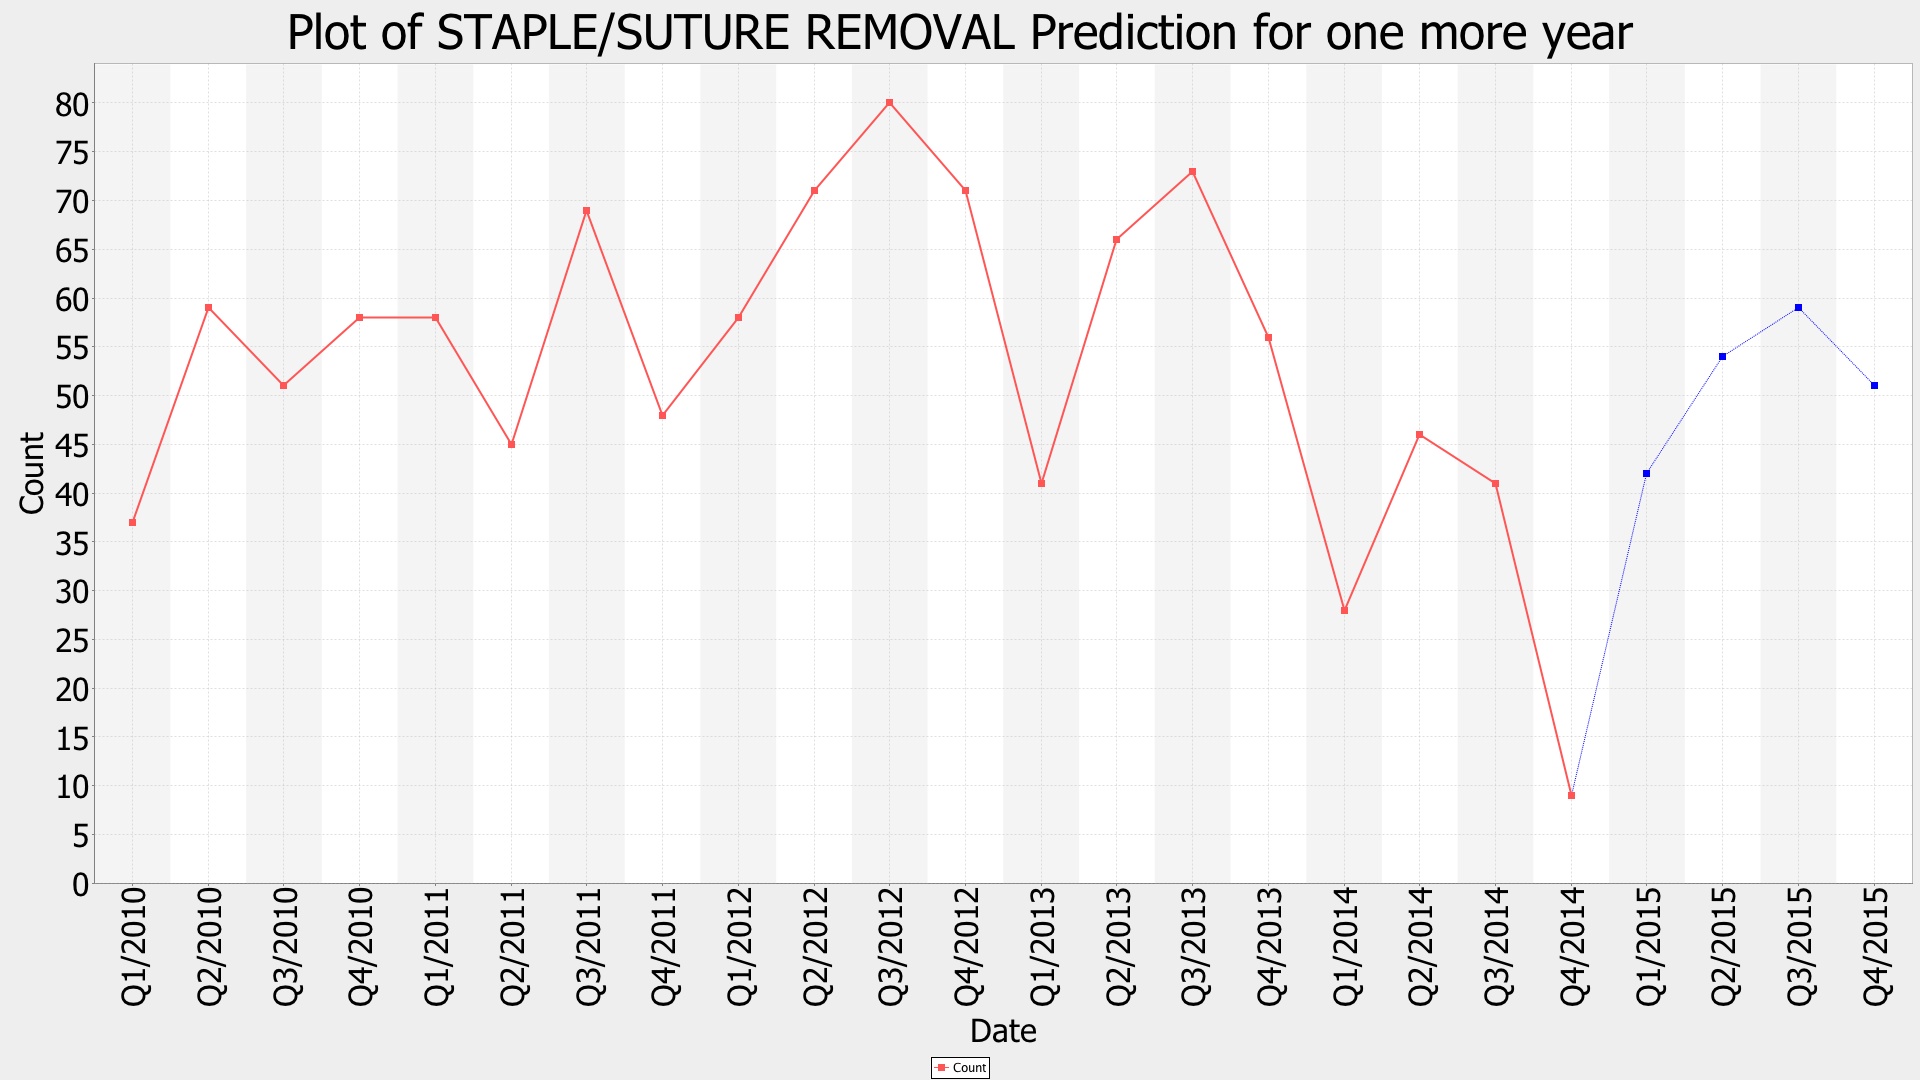 Plot of STAPLE/SUTURE REMOVAL Prediction for one more year
80
75
70
65
60
55
50
45
40
35
30
25
20
15
10
5
0
Count
Q1/2010
Q2/2010
Q3/2010
Q4/2010
Q1/2011
Q2/2011
Q3/2011
Q4/2011
Q1/2012
Q2/2012
Q3/2012
Q4/2012
Q1/2013
Q2/2013
Q3/2013
Q4/2013
Q1/2014
Q2/2014
Q3/2014
Q4/2014
Q1/2015
Q2/2015
Q3/2015
Q4/2015
Date
Count